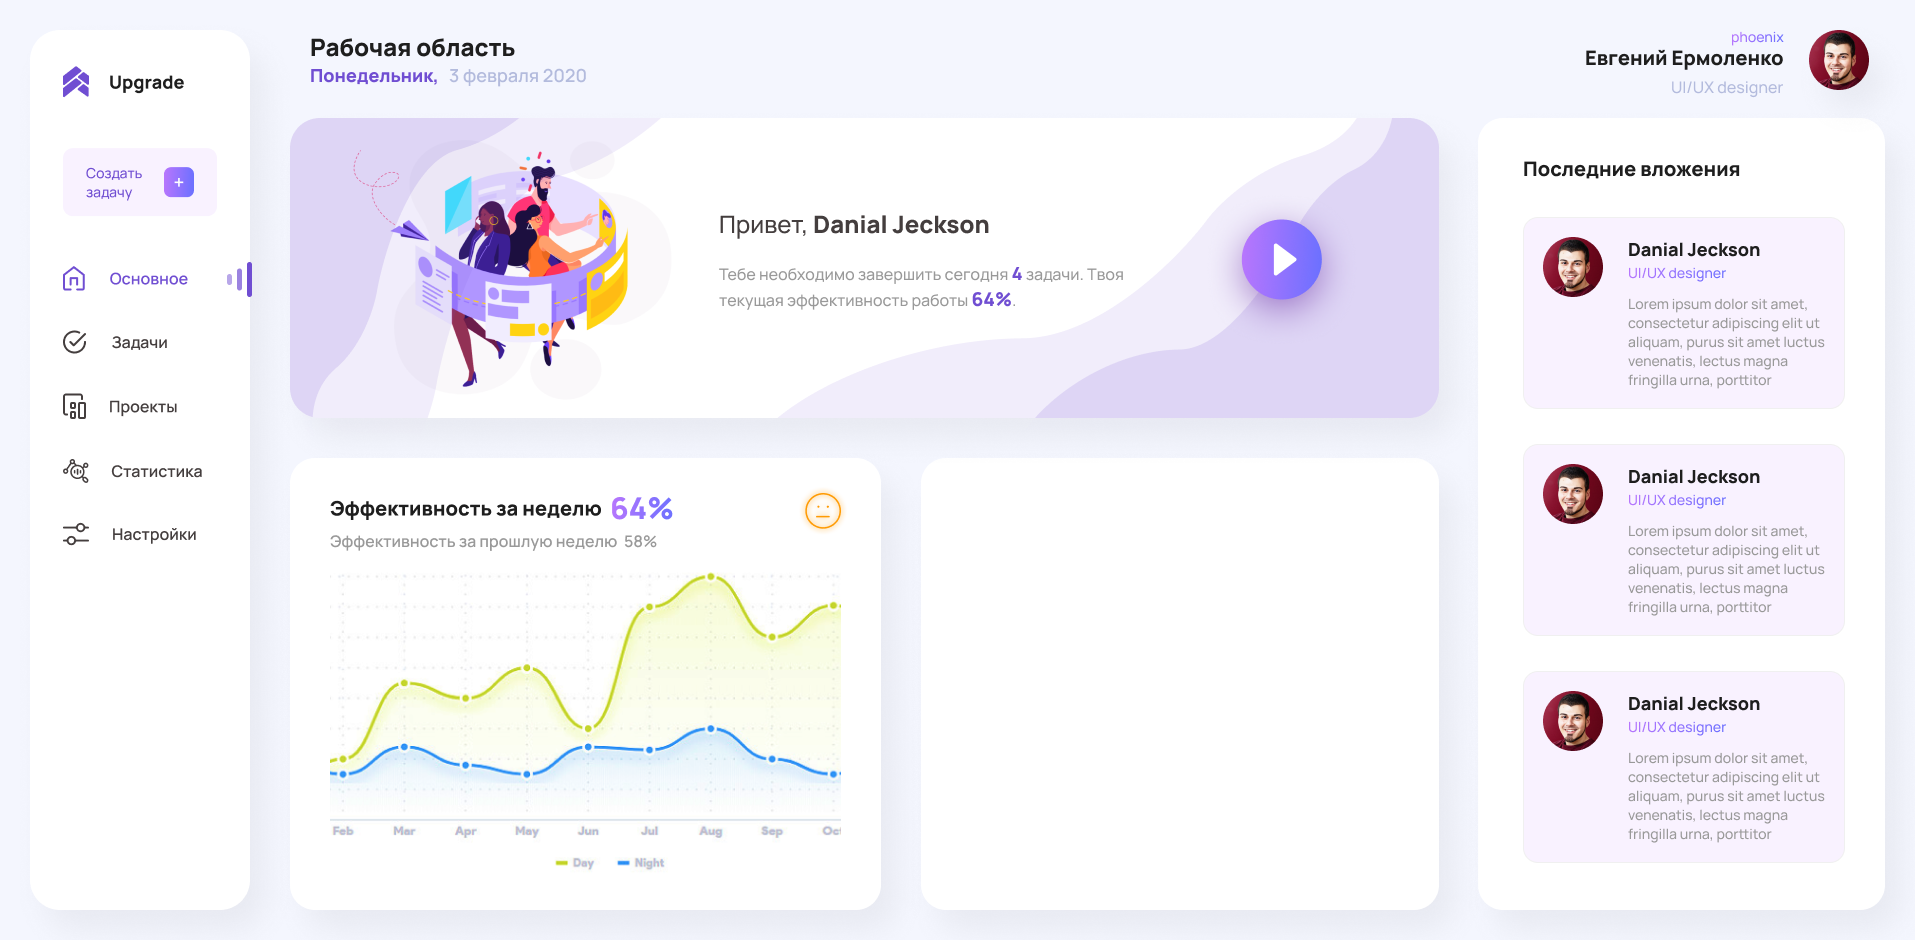 Upgrade
Создать
задачу
+
Основное
Задачи
Проекты
Статистика
Настройки
Рабочая область
Понедельник, 3 февраля 2020
phoenix
Евгений Ермоленко
UI/UX designer
Привет, Danial Jeckson
Тебе необходимо завершить сегодня 4 задачи. Твоя
текущая эффективность работы 64%.
Эффективность за неделю 64%
Эффективность за прошлую неделю 58%
Feb Mar Apr May Jun Jul Aug Sep Oct
Day Night
Последние вложения
Danial Jeckson
UI/UX designer
Lorem ipsum dolor sit amet,
consectetur adipiscing elit ut
aliquam, purus sit amet luctus
venenatis, lectus magna
fringilla urna, porttitor
Danial Jeckson
UI/UX designer
Lorem ipsum dolor sit amet,
consectetur adipiscing elit ut
aliquam, purus sit amet luctus
venenatis, lectus magna
fringilla urna, porttitor
Danial Jeckson
UI/UX designer
Lorem ipsum dolor sit amet,
consectetur adipiscing elit ut
aliquam, purus sit amet luctus
venenatis, lectus magna
fringilla urna, porttitor